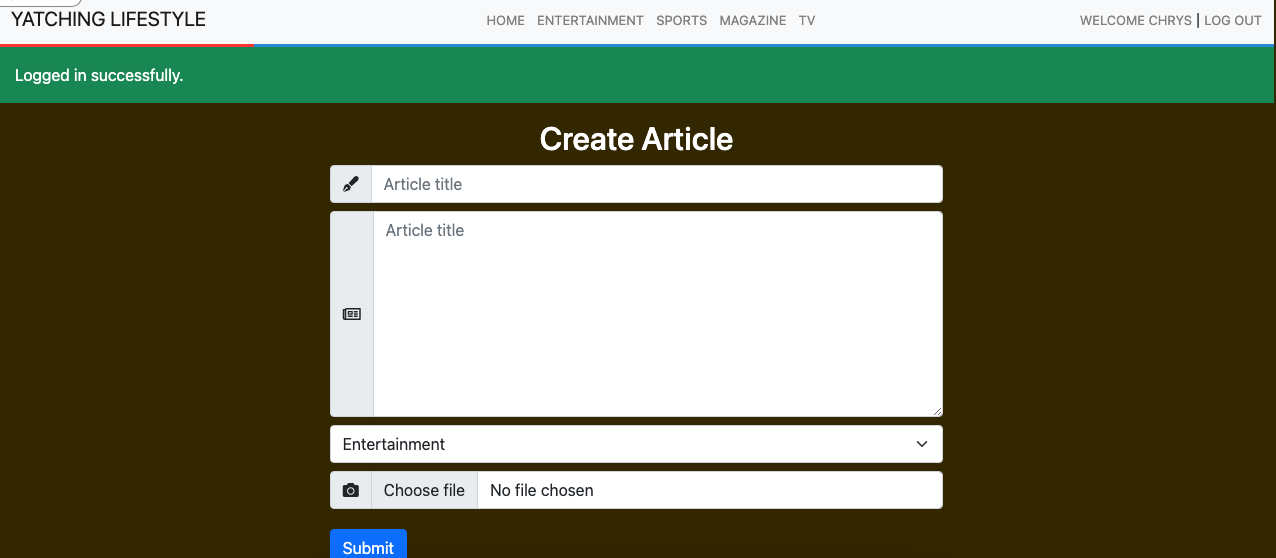 YATCHING LIFESTYLE HOME ENTERTAINMENT SPORTS MAGAZINE TV WELCOME CHRYS | LOG OUT
Logged in successfully.
Create Article
Article title
Article title
Entertainment
Choose file No file chosen
Submit